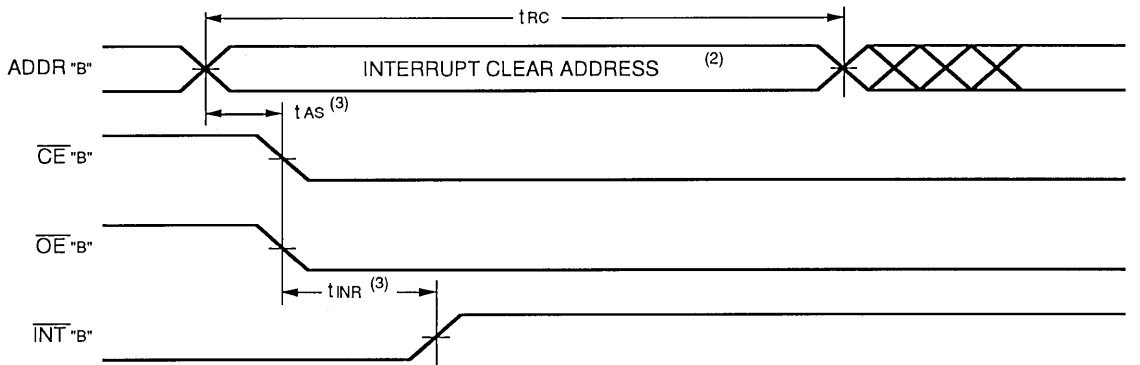 tRC
ADDR "B"
INTERRUPT CLEAR ADDRESS (2)
tAS (3)
CE "B"
OE "B"
tINR (3)
INT "B"